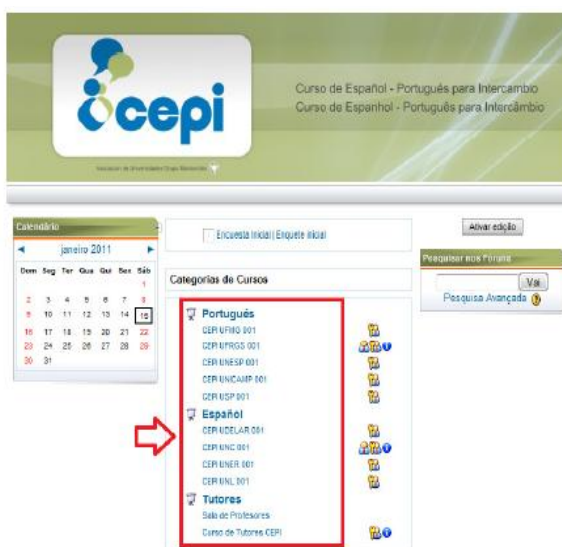 cepi
Curso de Español - Portugués para Intercambio
Curso de Espanhol - Português para Intercâmbio
Calendário
janeiro 2011
Dom Seg Ter Qua Qui Sex Sáb
1
2 3 4 5 6 7 8
9 10 11 12 13 14 15
16 17 18 19 20 21 22
23 24 25 26 27 28 29
30 31
Encuesta Inicial | Enquete Inicial
Categorias de Cursos
Portugués
CEPI UFMG 001
CEPI UFRGS 001
CEPI UNESP 001
CEPI UNICAMP 001
CEPI USP 001
Español
CEPI UDELAR 001
CEPI UNC 001
CEPI UNER 001
CEPI UNL 001
Tutores
Sala de Profesores
Curso de Tutores CEPI
Ativar edição
Pesquisar nos Fóruns
Vai
Pesquisa Avançada